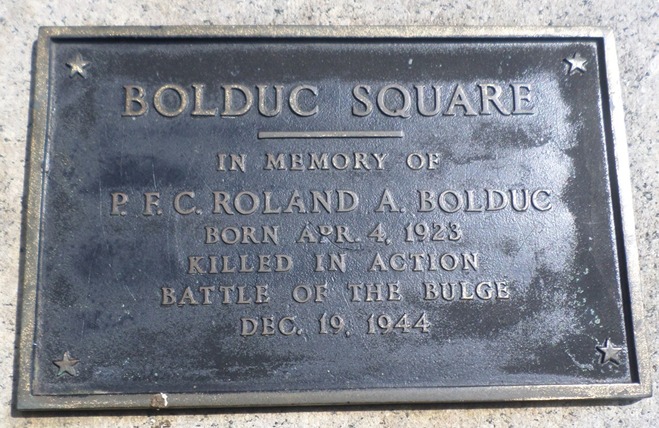 BOLDUC SQUARE
IN MEMORY OF
P. F. C. ROLAND A. BOLDUC
BORN APR. 4, 1923
KILLED IN ACTION
BATTLE OF THE BULGE
DEC. 19, 1944